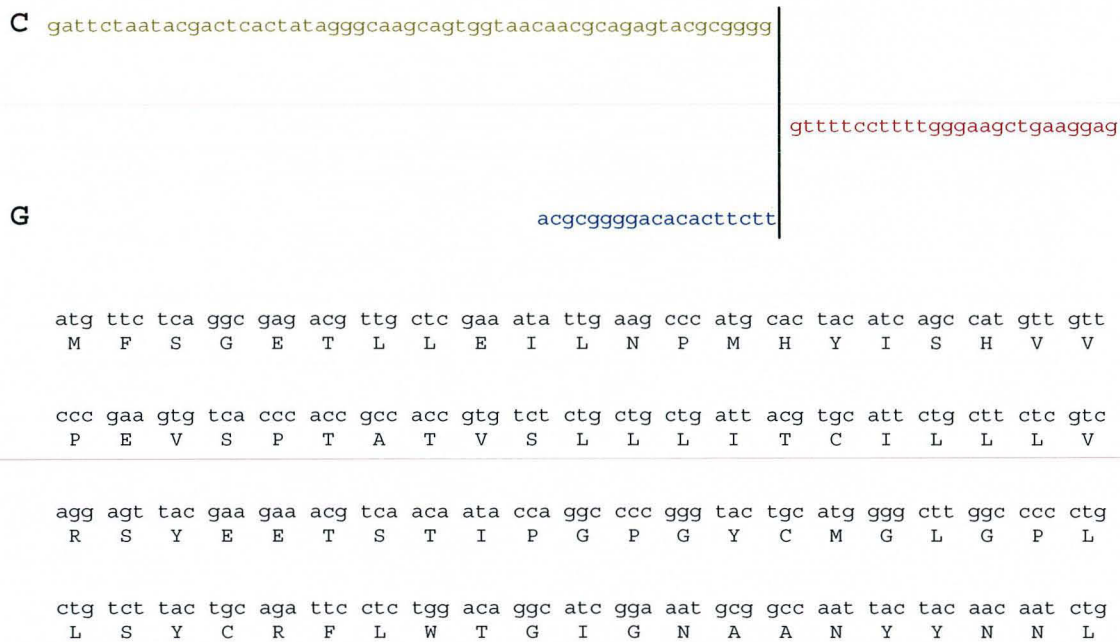 C gattctaatacgactcactatagggcaagcagtggtaacaacgcagagtacgcgggg
gttttccttttgggaagctgaaggag
G acgcggggacacacttctt
atg ttc tca ggc gag acg ttg ctc gaa ata ttg aag ccc atg cac tac atc agc cat gtt gtt
M F S G E T L L E I L N P M H Y I S H V V
ccc gaa gtg tca ccc acc gcc acc gtg tct ctg ctg ctg att acg tgc att ctg ctt ctc gtc
P E V S P T A T V S L L L I T C I L L L V
agg agt tac gaa gaa acg tca aca ata cca ggc ccc ggg tac tgc atg ggg ctt ggc ccc ctg
R S Y E E T S T I P G P G Y C M G L G P L
ctg tct tac tgc aga ttc ctc tgg aca ggc atc gga aat gcg gcc aat tac tac aac aat ctg
L S Y C R F L W T G I G N A A N Y Y N N L